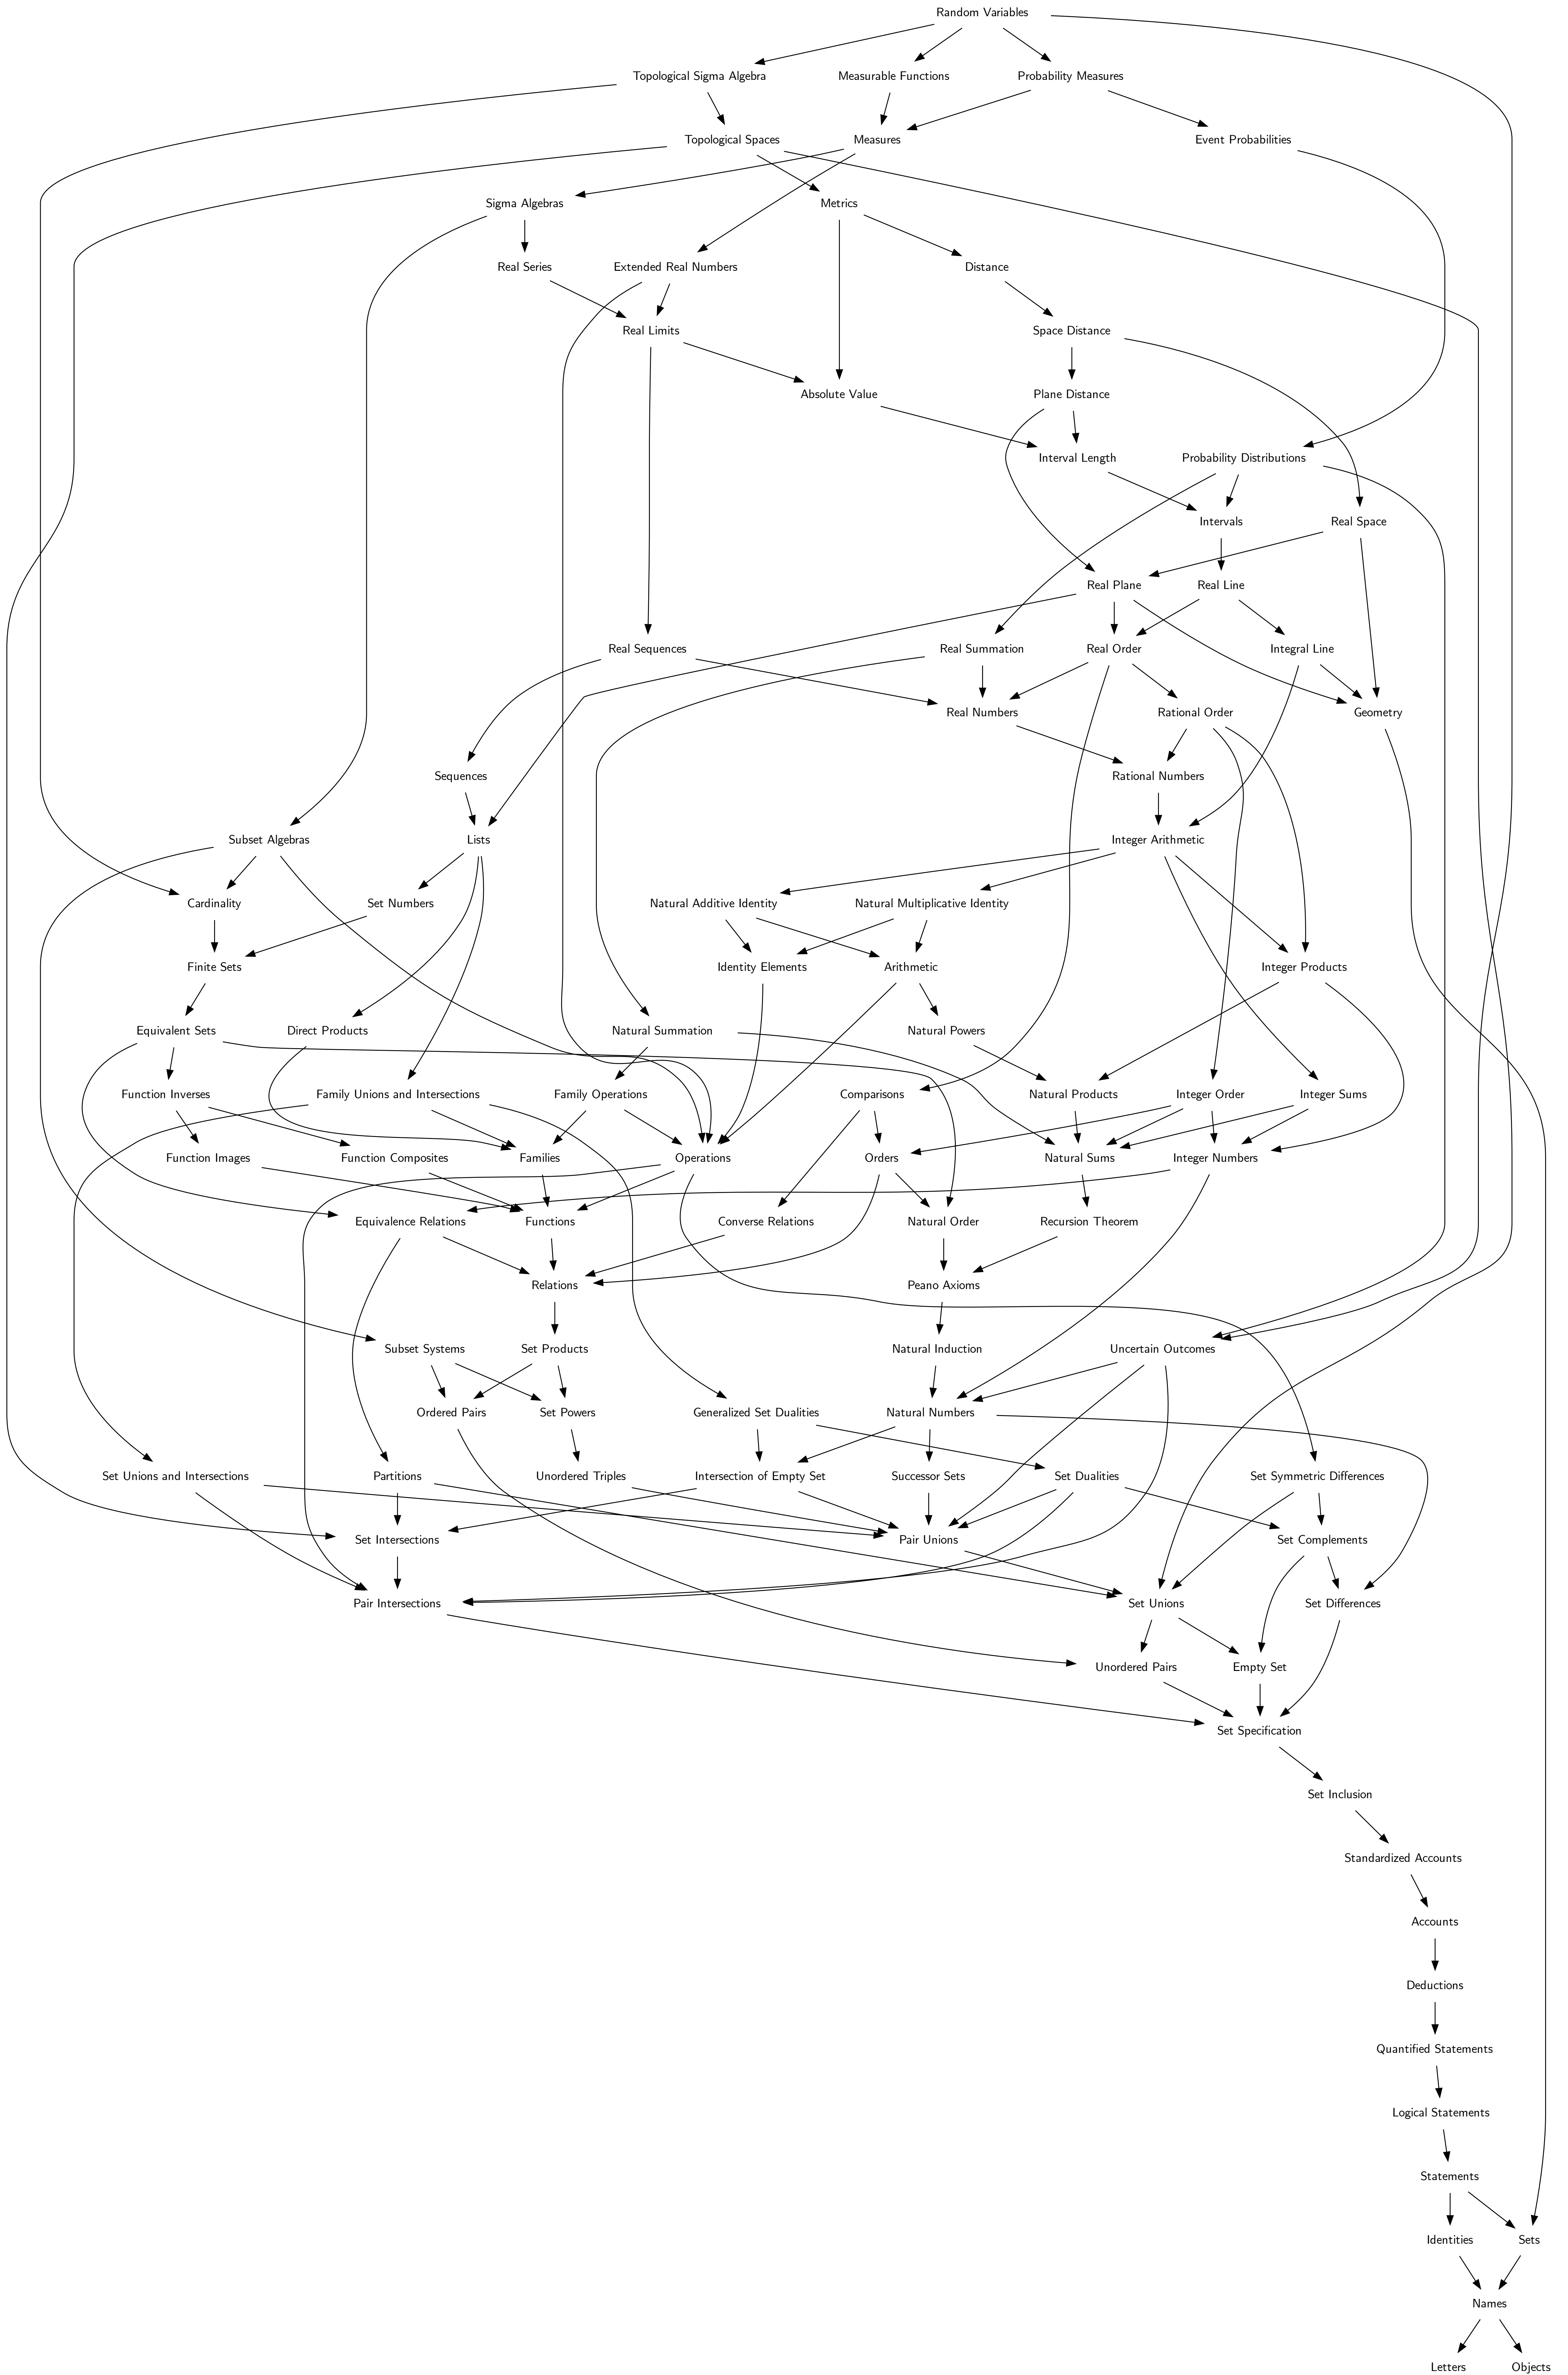 Random Variables
Topological Sigma Algebra
Measurable Functions
Probability Measures
Topological Spaces
Measures
Event Probabilities
Sigma Algebras
Metrics
Real Series
Extended Real Numbers
Distance
Real Limits
Space Distance
Absolute Value
Plane Distance
Interval Length
Probability Distributions
Intervals
Real Space
Real Plane
Real Line
Real Sequences
Real Summation
Real Order
Integral Line
Real Numbers
Rational Order
Geometry
Sequences
Rational Numbers
Subset Algebras
Lists
Integer Arithmetic
Cardinality
Set Numbers
Natural Additive Identity
Natural Multiplicative Identity
Finite Sets
Identity Elements
Arithmetic
Integer Products
Equivalent Sets
Direct Products
Natural Summation
Natural Powers
Function Inverses
Family Unions and Intersections
Family Operations
Comparisons
Natural Products
Integer Order
Integer Sums
Function Images
Function Composites
Families
Operations
Orders
Natural Sums
Integer Numbers
Equivalence Relations
Functions
Converse Relations
Natural Order
Recursion Theorem
Relations
Peano Axioms
Subset Systems
Set Products
Natural Induction
Uncertain Outcomes
Ordered Pairs
Set Powers
Generalized Set Dualities
Natural Numbers
Set Unions and Intersections
Partitions
Unordered Triples
Intersection of Empty Set
Successor Sets
Set Dualities
Set Symmetric Differences
Set Intersections
Pair Unions
Set Complements
Pair Intersections
Set Unions
Set Differences
Unordered Pairs
Empty Set
Set Specification
Set Inclusion
Standardized Accounts
Accounts
Deductions
Quantified Statements
Logical Statements
Statements
Identities
Sets
Names
Letters
Objects